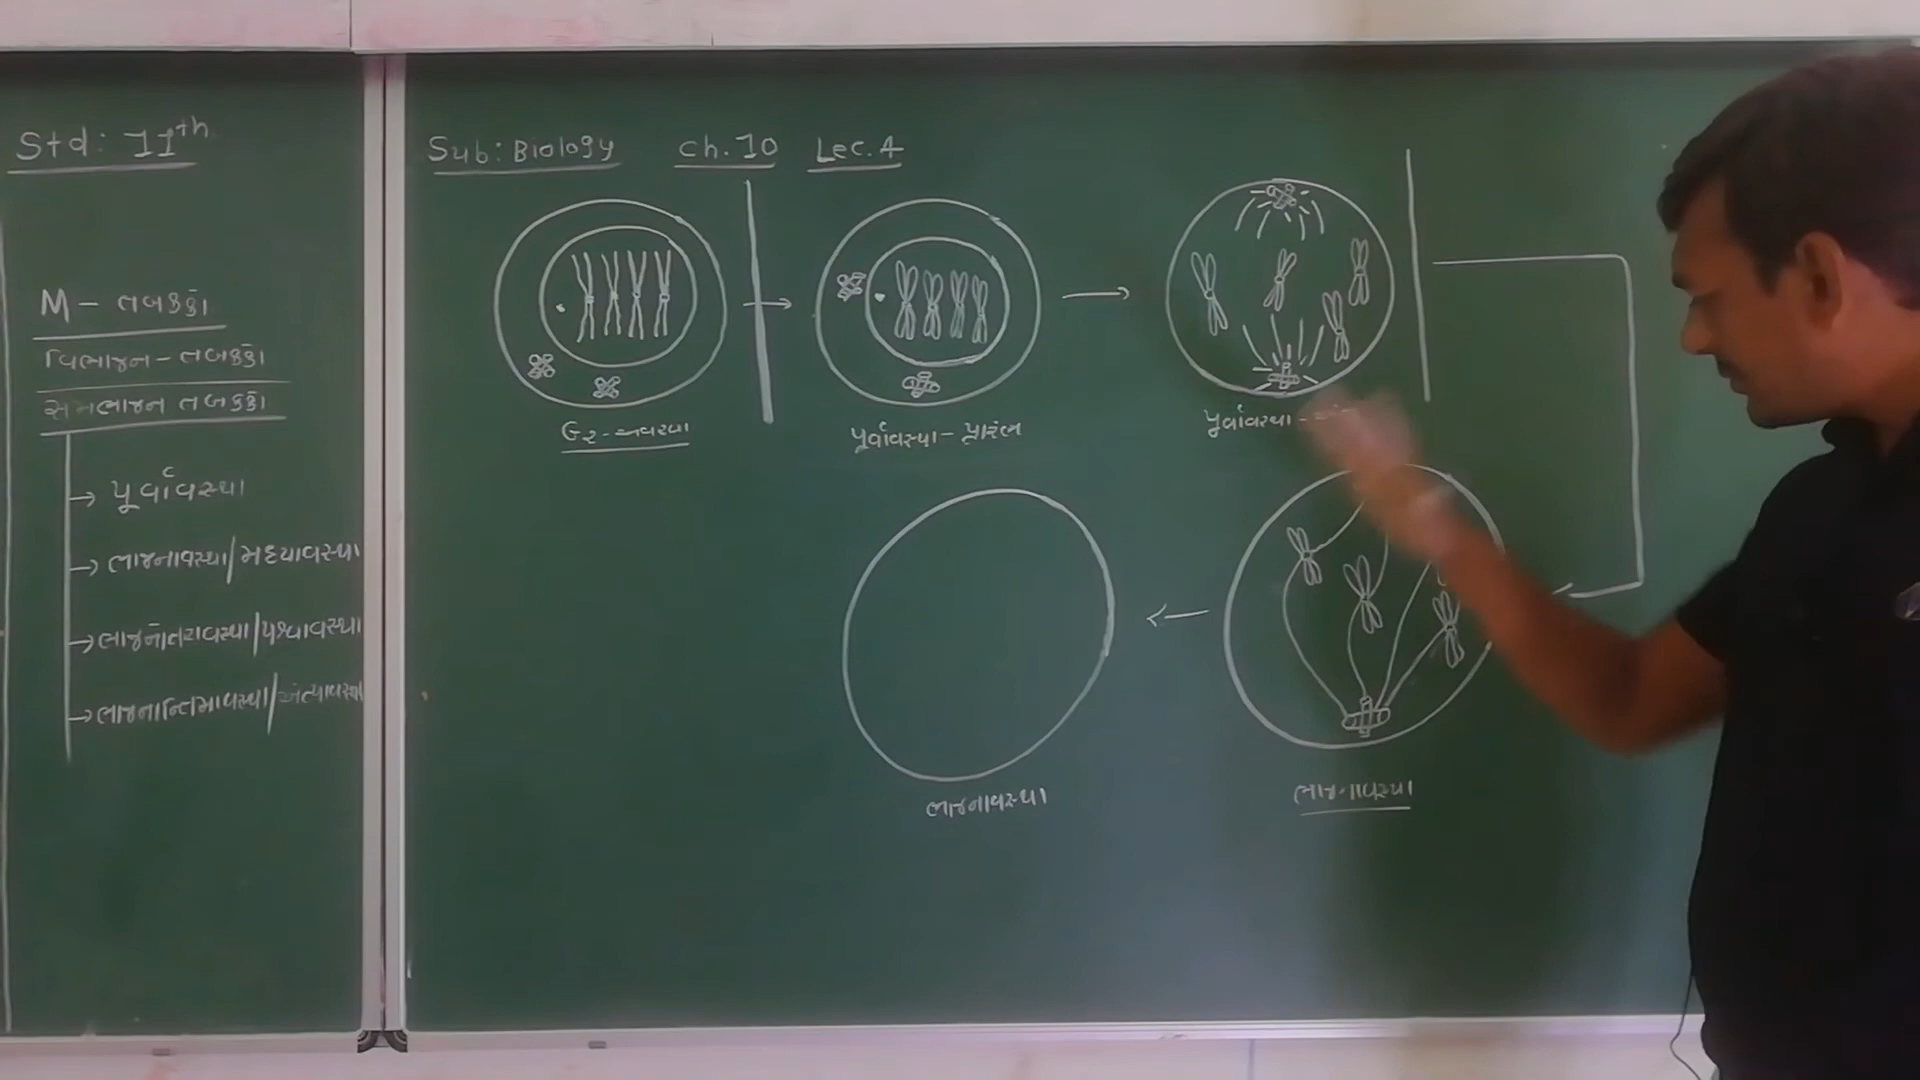 Std: 11th
M - તબક્કો
વિભાજન - તબક્કો
સમભાજન તબક્કો
→ પૂર્વાવસ્થા
→ ભાજનાવસ્થા/મધ્યાવસ્થા
→ ભાજનોતરાવસ્થા/પશ્ચાવસ્થા
→ ભાજનાન્તિમાવસ્થા/અંત્યાવસ્થા
Sub: Biology ch. 10 Lec. 4
G2 - અવસ્થા
પૂર્વાવસ્થા - પ્રારંભ
પૂર્વાવસ્થા -
ભાજનાવસ્થા
ભાજનાવસ્થા